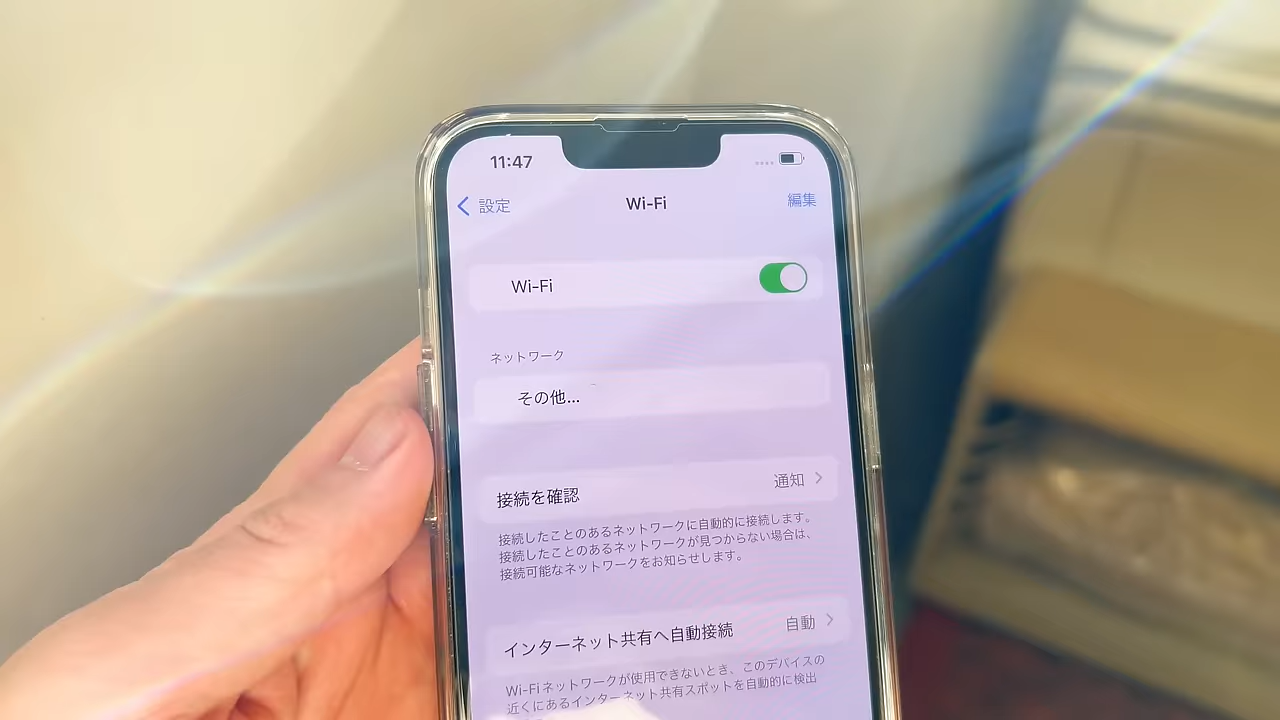 11:47
設定
Wi-Fi
編集
Wi-Fi
ネットワーク
その他...
接続を確認
通知
接続したことのあるネットワークに自動的に接続します。
接続したことのあるネットワークが見つからない場合は、
接続可能なネットワークをお知らせします。
インターネット共有へ自動接続
自動
Wi-Fiネットワークが使用できないとき、このデバイスの
近くにあるインターネット共有スポットを自動的に検出